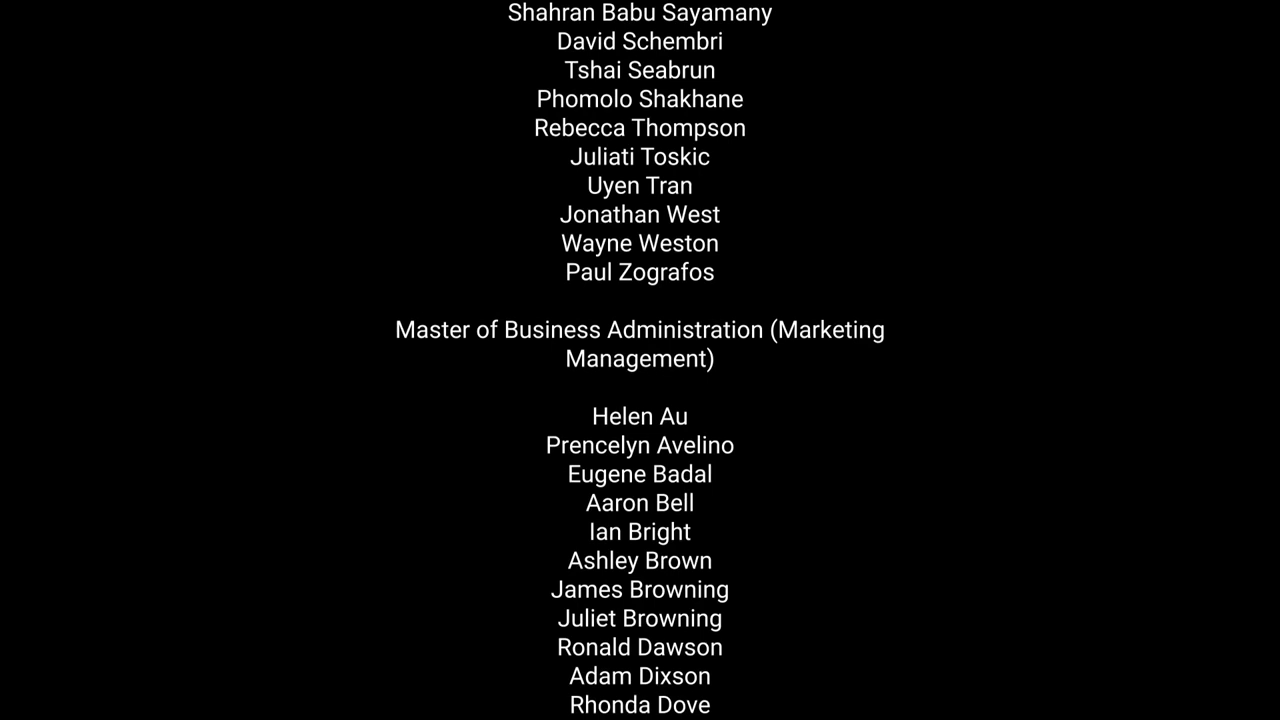 Shahran Babu Sayamany
David Schembri
Tshai Seabrun
Phomolo Shakhane
Rebecca Thompson
Juliati Toskic
Uyen Tran
Jonathan West
Wayne Weston
Paul Zografos
Master of Business Administration (Marketing
Management)
Helen Au
Prencelyn Avelino
Eugene Badal
Aaron Bell
Ian Bright
Ashley Brown
James Browning
Juliet Browning
Ronald Dawson
Adam Dixson
Rhonda Dove